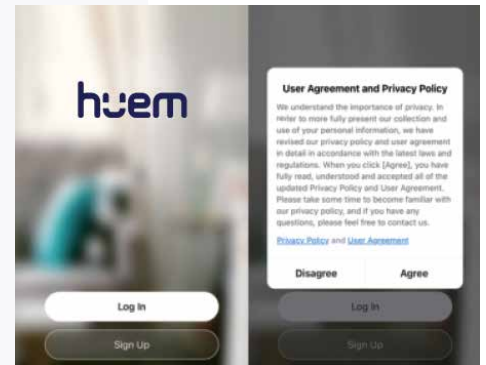 huem
Log In
Sign Up
User Agreement and Privacy Policy
We understand the importance of privacy. In
order to more fully present our collection and
use of your personal information, we have
revised our privacy policy and user agreement
in detail in accordance with the latest laws and
regulations. When you click [Agree], you have
fully read, understood and accepted all of the
updated Privacy Policy and User Agreement.
Please take some time to become familiar with
our privacy policy, and if you have any
questions, please feel free to contact us.
Privacy Policy and User Agreement
Disagree Agree
Log In
Sign Up